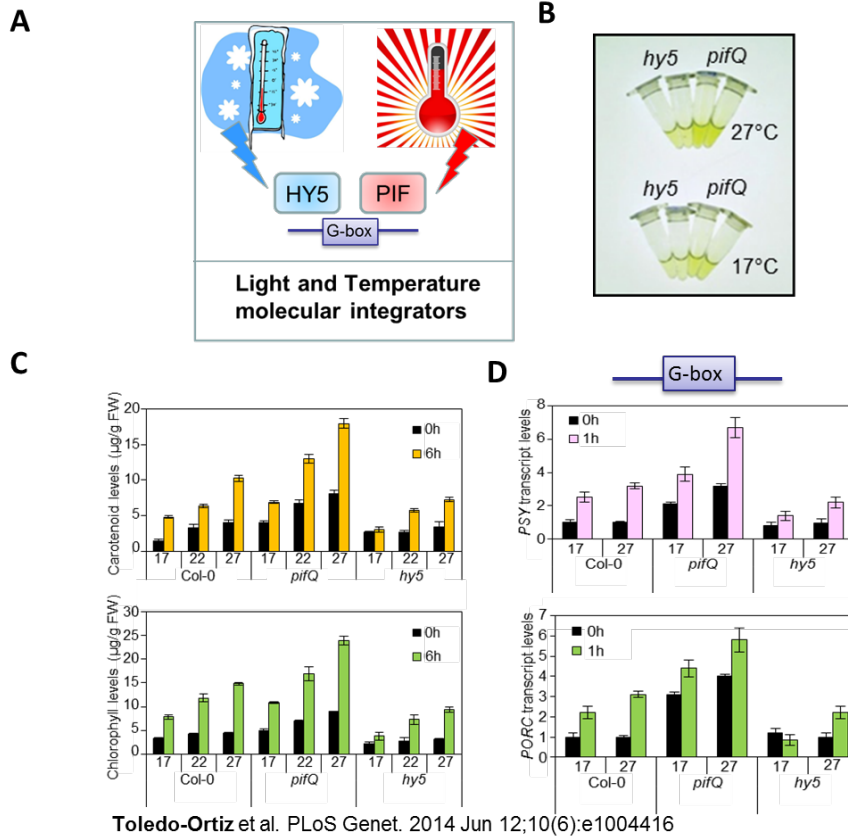 A
HY5
PIF
G-box
Light and Temperature
molecular integrators
B
hy5 pifQ
27°C
hy5 pifQ
17°C
C
Carotenoid levels (µg/g FW)
20
15
10
5
0
0h
6h
17 22 27 17 22 27 17 22 27
Col-0 pifQ hy5
Chlorophyll levels (µg/g FW)
30
25
20
15
10
5
0
0h
6h
17 22 27 17 22 27 17 22 27
Col-0 pifQ hy5
D
G-box
PSY transcript levels
8
6
4
2
0
0h
1h
17 27 17 27 17 27
Col-0 pifQ hy5
PORC transcript levels
7
6
5
4
3
2
1
0
0h
1h
17 27 17 27 17 27
Col-0 pifQ hy5
Toledo-Ortiz et al. PLoS Genet. 2014 Jun 12;10(6):e1004416